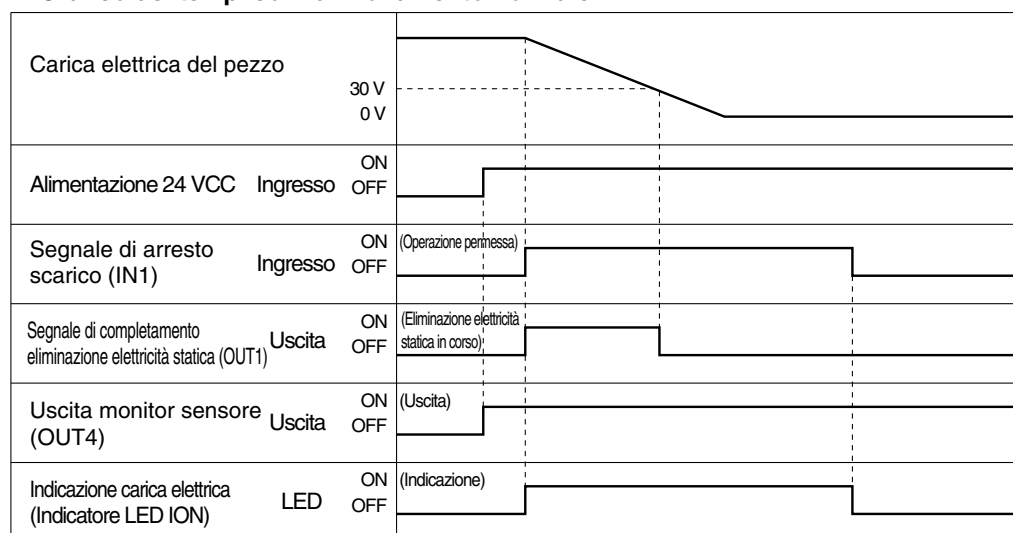 Carica elettrica del pezzo
30 V
0 V
Alimentazione 24 VCC Ingresso
ON
OFF
Segnale di arresto
scarico (IN1)
Ingresso
ON
OFF
(Operazione permessa)
Segnale di completamento
eliminazione elettricità statica (OUT1)
Uscita
ON
OFF
(Eliminazione elettricità
statica in corso)
Uscita monitor sensore
(OUT4)
Uscita
ON
OFF
(Uscita)
Indicazione carica elettrica
(Indicatore LED ION)
LED
ON
OFF
(Indicazione)